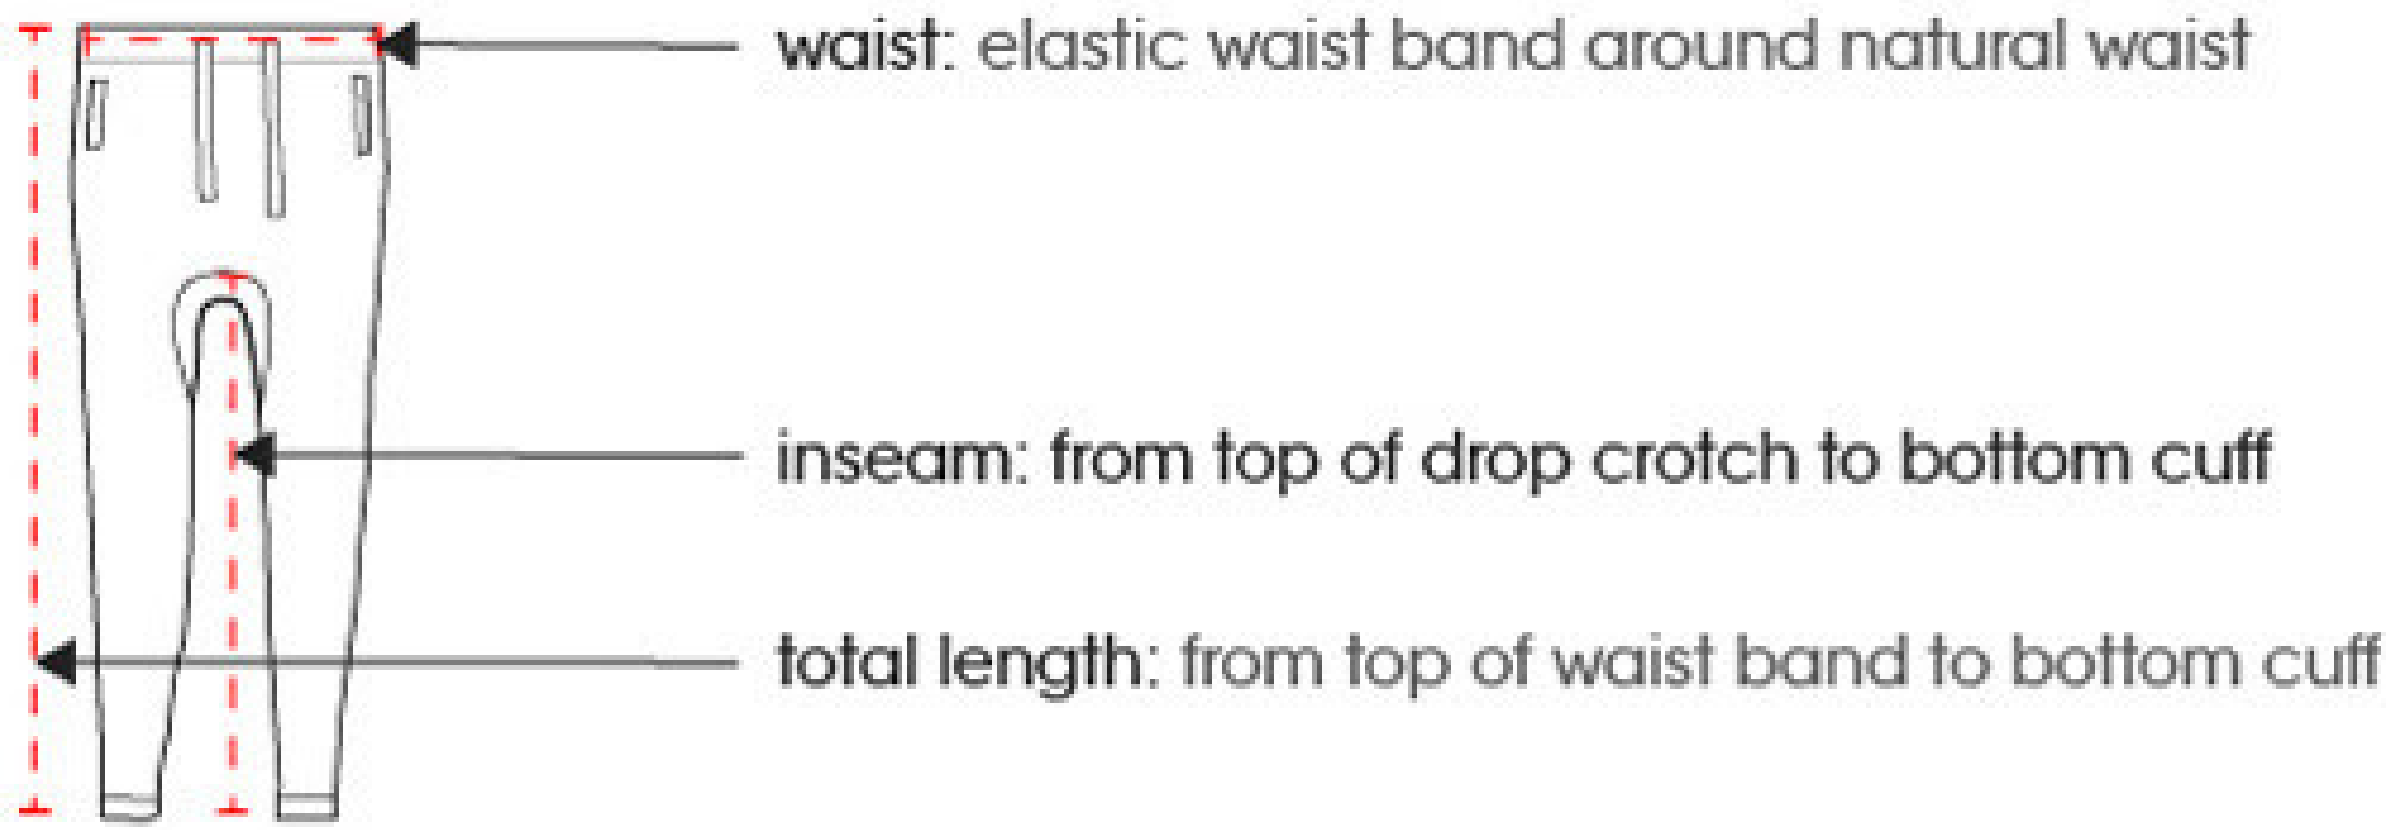 waist: elastic waist band around natural waist
inseam: from top of drop crotch to bottom cuff
total length: from top of waist band to bottom cuff